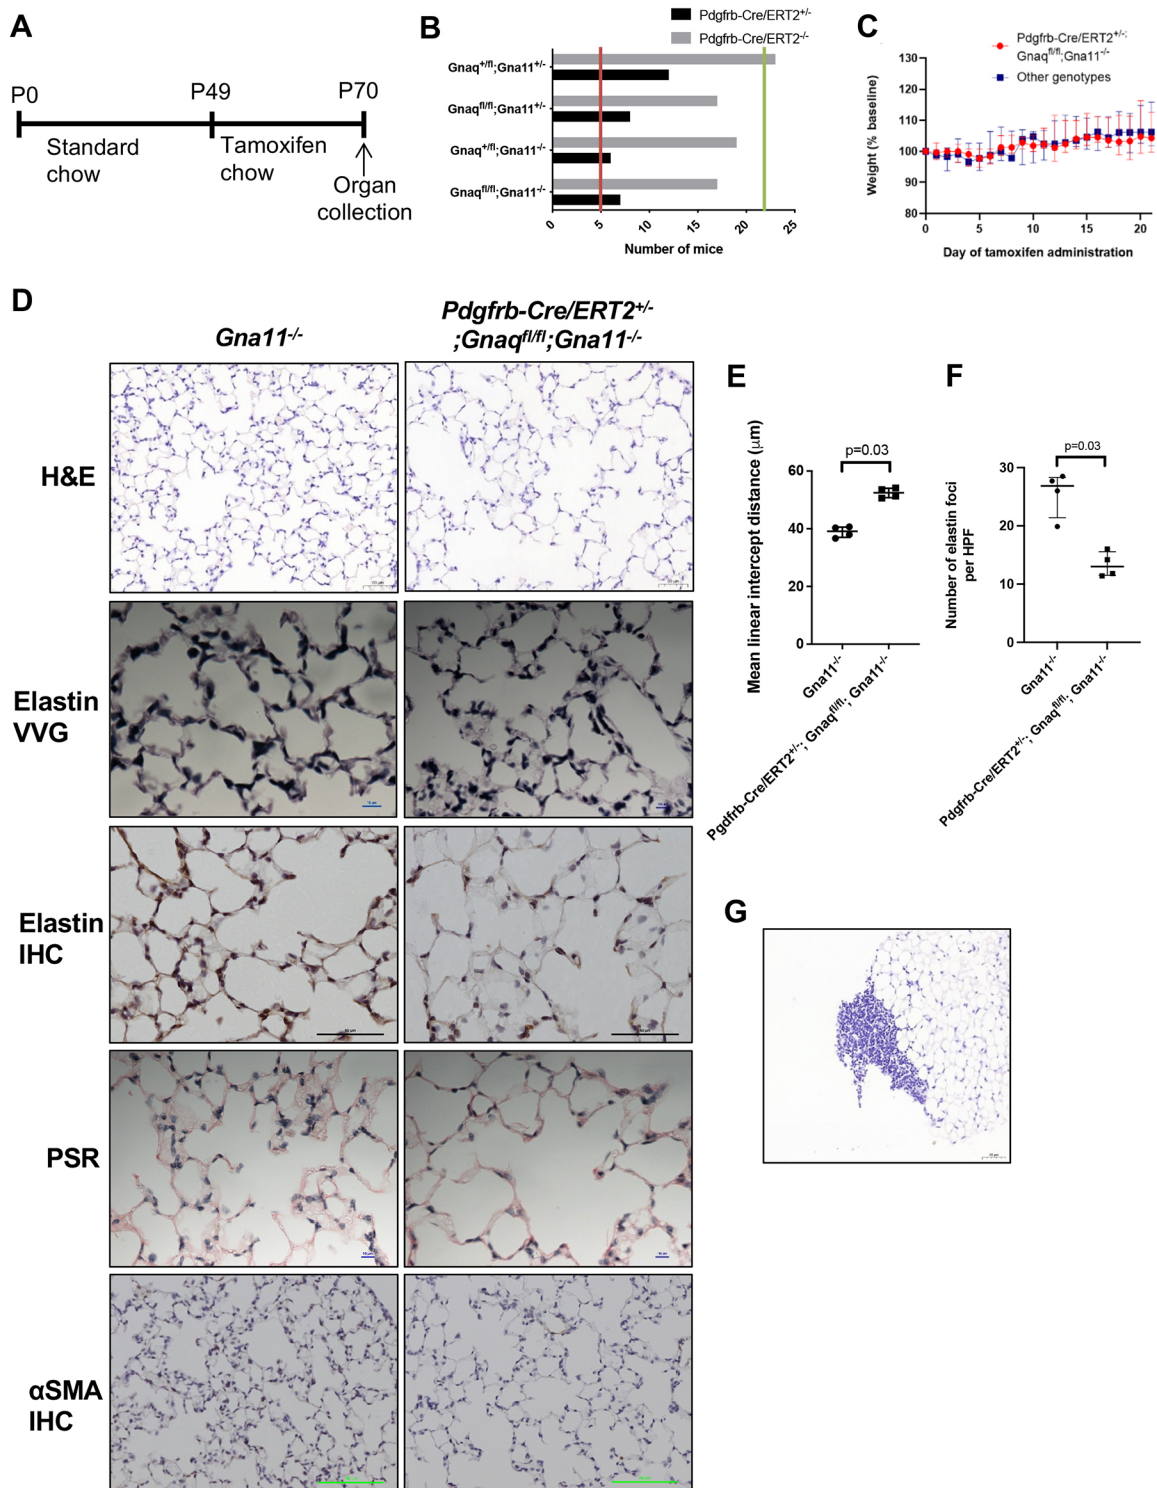 A
P0
P49
P70
Standard
chow
Tamoxifen
chow
Organ
collection
B
Pdgfrb-Cre/ERT2+/-
Pdgfrb-Cre/ERT2-/-
Gnaq+/fl;Gna11+/-
Gnaqfl/fl;Gna11+/-
Gnaq+/fl;Gna11-/-
Gnaqfl/fl;Gna11-/-
0
5
10
15
20
25
Number of mice
C
Pdgfrb-Cre/ERT2+/-;
Gnaqfl/fl;Gna11-/-
Other genotypes
Weight (% baseline)
130
120
110
100
90
80
0
5
10
15
20
Day of tamoxifen administration
D
Gna11-/-
Pdgfrb-Cre/ERT2+/-
;Gnaqfl/fl;Gna11-/-
H&E
Elastin
VVG
Elastin
IHC
PSR
αSMA
IHC
E
Mean linear intercept distance (μm)
p=0.03
60
40
20
0
Gna11-/-
Pgdfrb-Cre/ERT2+/-; Gnaqfl/fl; Gna11-/-
F
Number of elastin foci
per HPF
p=0.03
30
20
10
0
Gna11-/-
Pdgfrb-Cre/ERT2+/-; Gnaqfl/fl; Gna11-/-
G